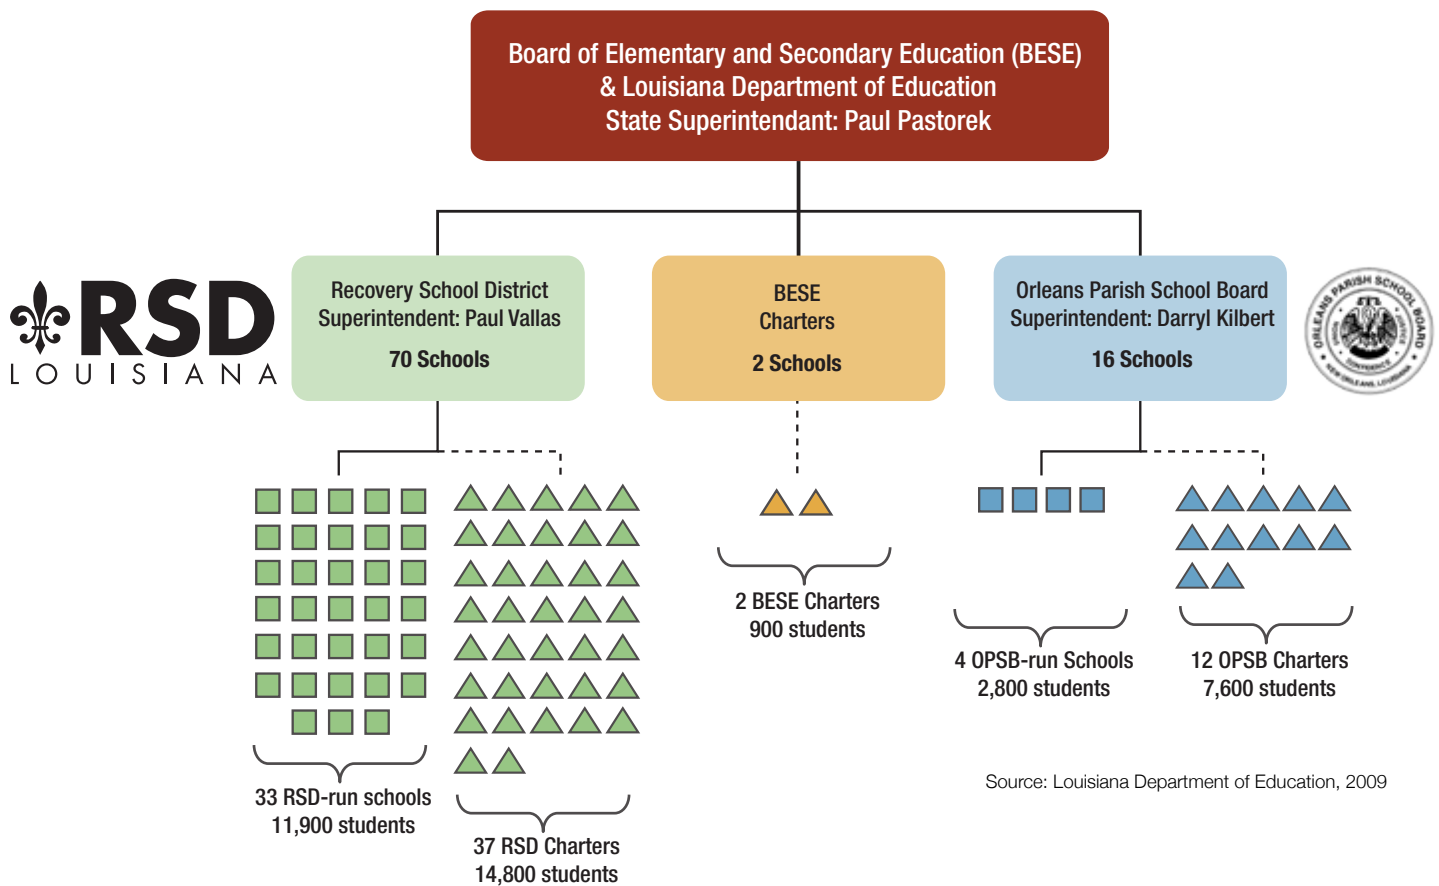 Board of Elementary and Secondary Education (BESE)
& Louisiana Department of Education
State Superintendant: Paul Pastorek
RSD
LOUISIANA
Recovery School District
Superintendent: Paul Vallas
70 Schools
BESE
Charters
2 Schools
Orleans Parish School Board
Superintendent: Darryl Kilbert
16 Schools
ORLEANS PARISH SCHOOL BOARD
NEW ORLEANS, LOUISIANA
33 RSD-run schools
11,900 students
37 RSD Charters
14,800 students
2 BESE Charters
900 students
4 OPSB-run Schools
2,800 students
12 OPSB Charters
7,600 students
Source: Louisiana Department of Education, 2009